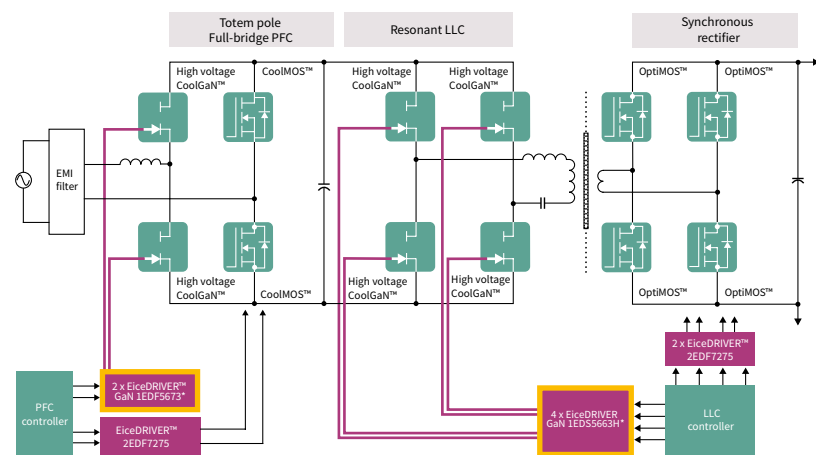 Totem pole
Full-bridge PFC
Resonant LLC
Synchronous
rectifier
High voltage
CoolGaN™
CoolMOS™
High voltage
CoolGaN™
High voltage
CoolGaN™
OptiMOS™
OptiMOS™
EMI
filter
High voltage
CoolGaN™
CoolMOS™
High voltage
CoolGaN™
High voltage
CoolGaN™
OptiMOS™
OptiMOS™
2 x EiceDRIVER™
2EDF7275
PFC
controller
2 x EiceDRIVER™
GaN 1EDF5673*
EiceDRIVER™
2EDF7275
4 x EiceDRIVER
GaN 1EDS5663H*
LLC
controller